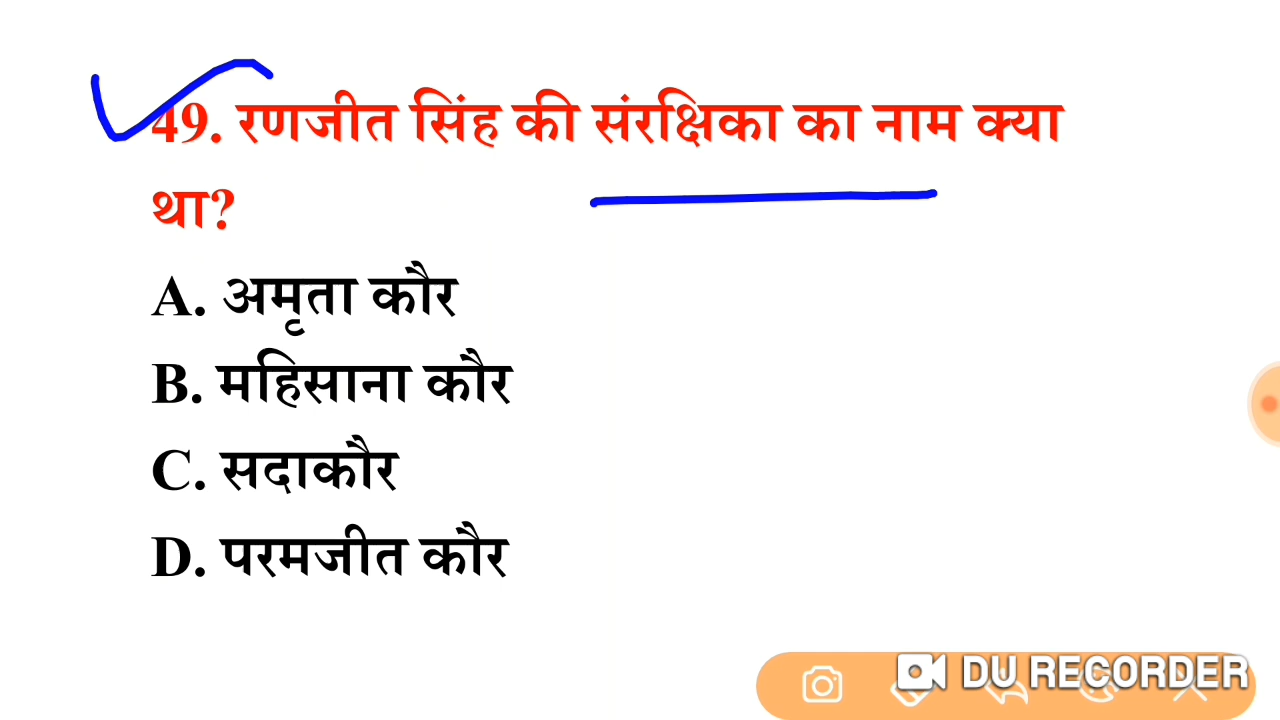 49. रणजीत सिंह की संरक्षिका का नाम क्या
था?
A. अमृता कौर
B. महिसाना कौर
C. सदाकौर
D. परमजीत कौर
DU RECORDER